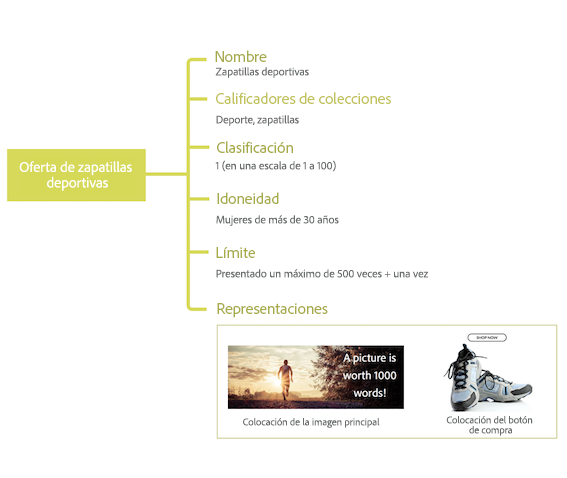 Nombre
Zapatillas deportivas
Calificadores de colecciones
Deporte, zapatillas
Clasificación
1 (en una escala de 1 a 100)
Oferta de zapatillas
deportivas
Idoneidad
Mujeres de más de 30 años
Límite
Presentado un máximo de 500 veces + una vez
Representaciones
A picture is
worth 1000
words!
Colocación de la imagen principal
SHOP NOW
Colocación del botón
de compra